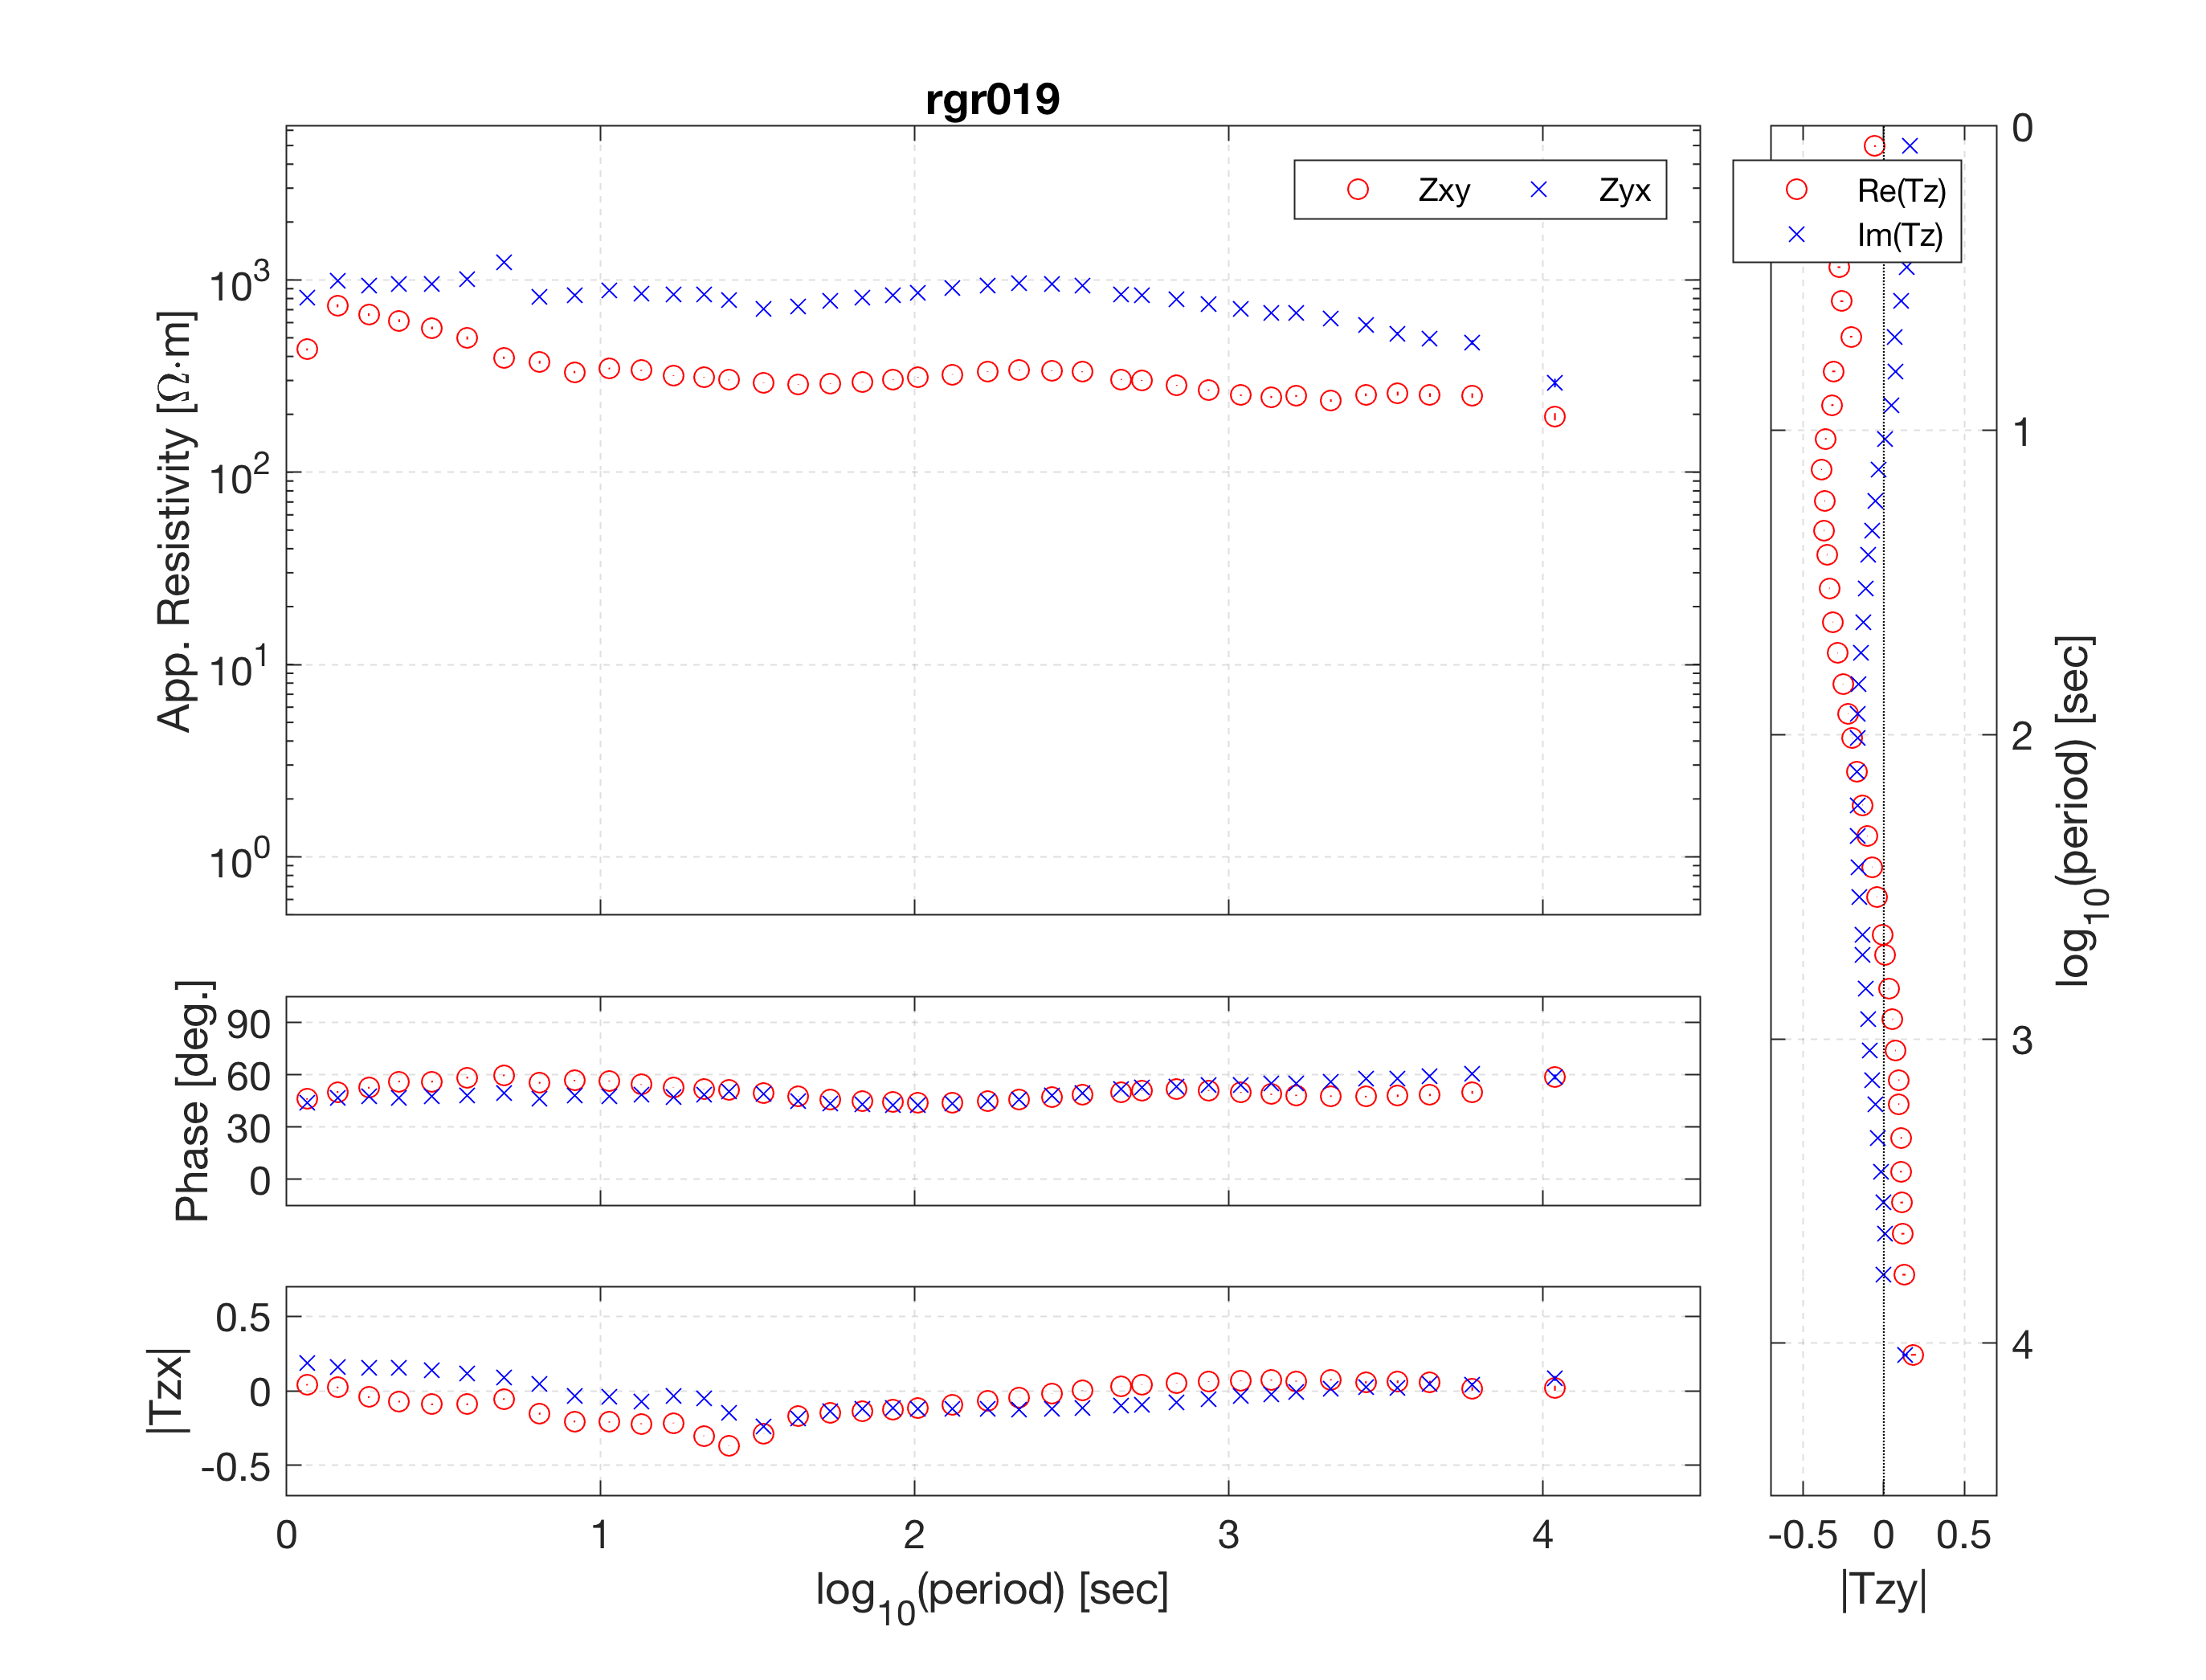 rgr019
Zxy Zyx
App. Resistivity [Ω·m]
10^3
10^2
10^1
10^0
Phase [deg.]
90
60
30
0
|Tzx|
0.5
0
-0.5
0 1 2 3 4
log10(period) [sec]
Re(Tz)
Im(Tz)
0
1
2
3
4
log10(period) [sec]
-0.5 0 0.5
|Tzy|